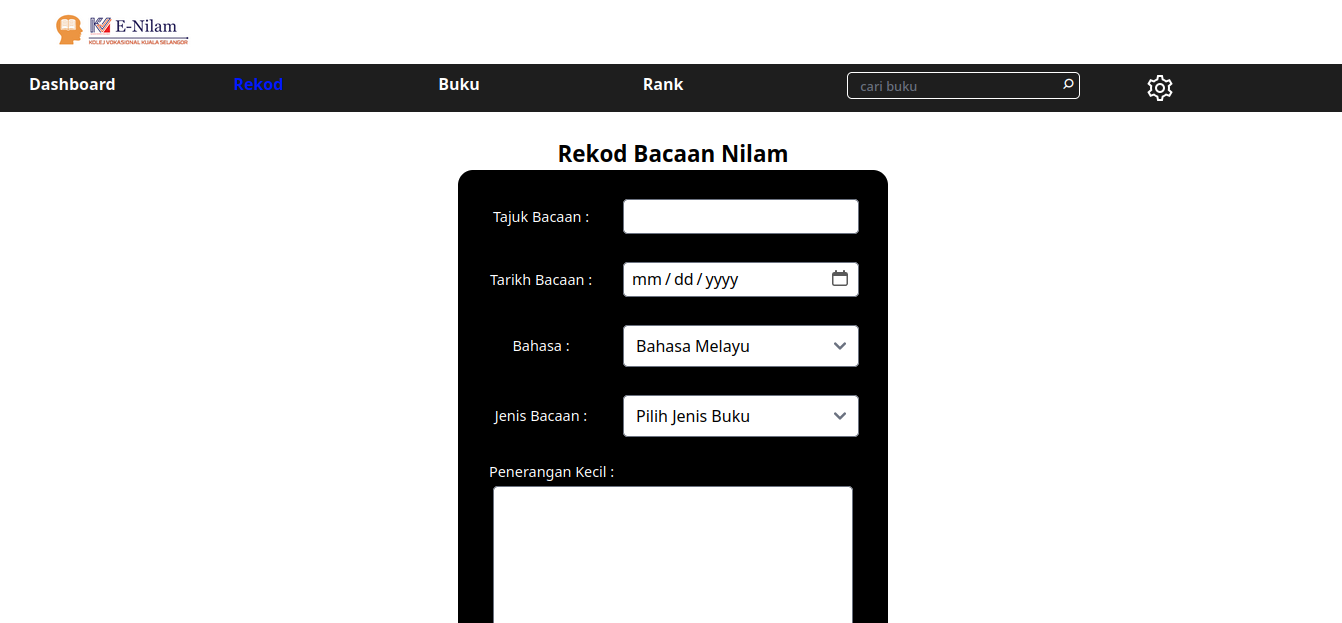 E-Nilam
KOLEJ VOKASIONAL KUALA SELANGOR
Dashboard Rekod Buku Rank cari buku
Rekod Bacaan Nilam
Tajuk Bacaan :
Tarikh Bacaan : mm / dd / yyyy
Bahasa : Bahasa Melayu
Jenis Bacaan : Pilih Jenis Buku
Penerangan Kecil :